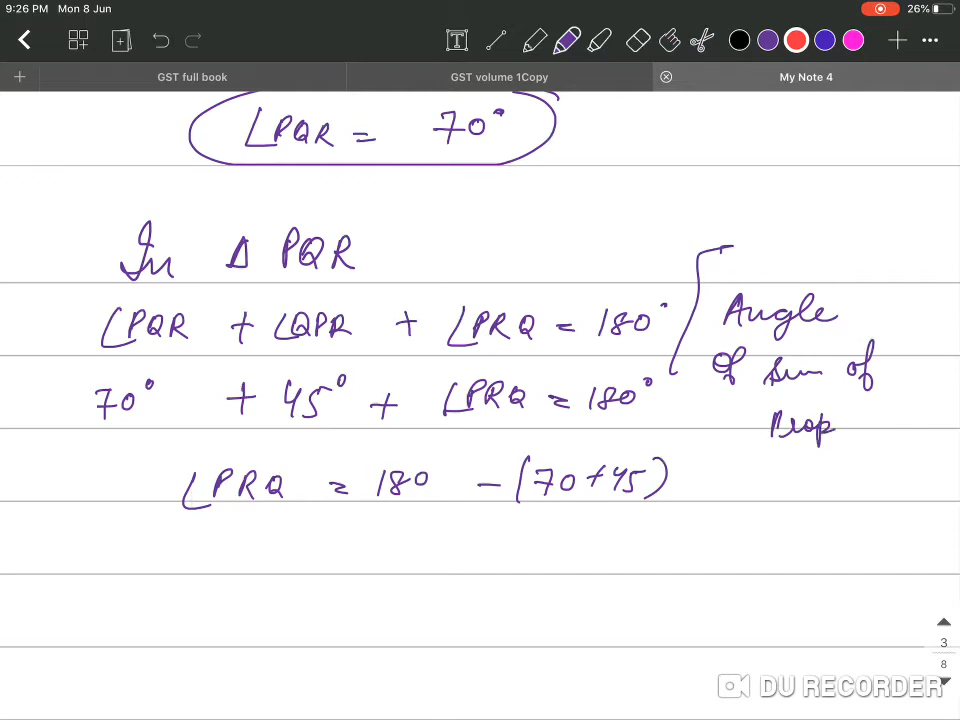 9:26 PM Mon 8 Jun 26%
GST full book GST volume 1Copy My Note 4
∠PQR = 70°
In Δ PQR
∠PQR + ∠QPR + ∠PRQ = 180°
Angle
of sum of
Prop
70° + 45° + ∠PRQ = 180°
∠PRQ = 180 - (70+45)
3
8
DU RECORDER